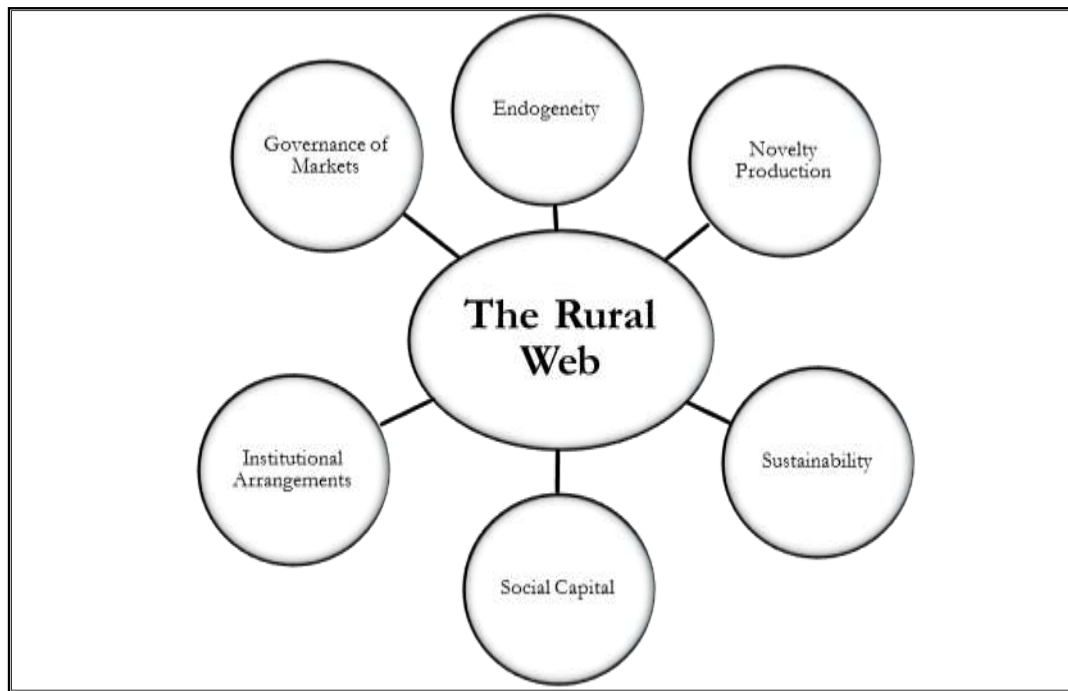 Endogeneity
Governance of
Markets
Novelty
Production
The Rural
Web
Institutional
Arrangements
Sustainability
Social Capital